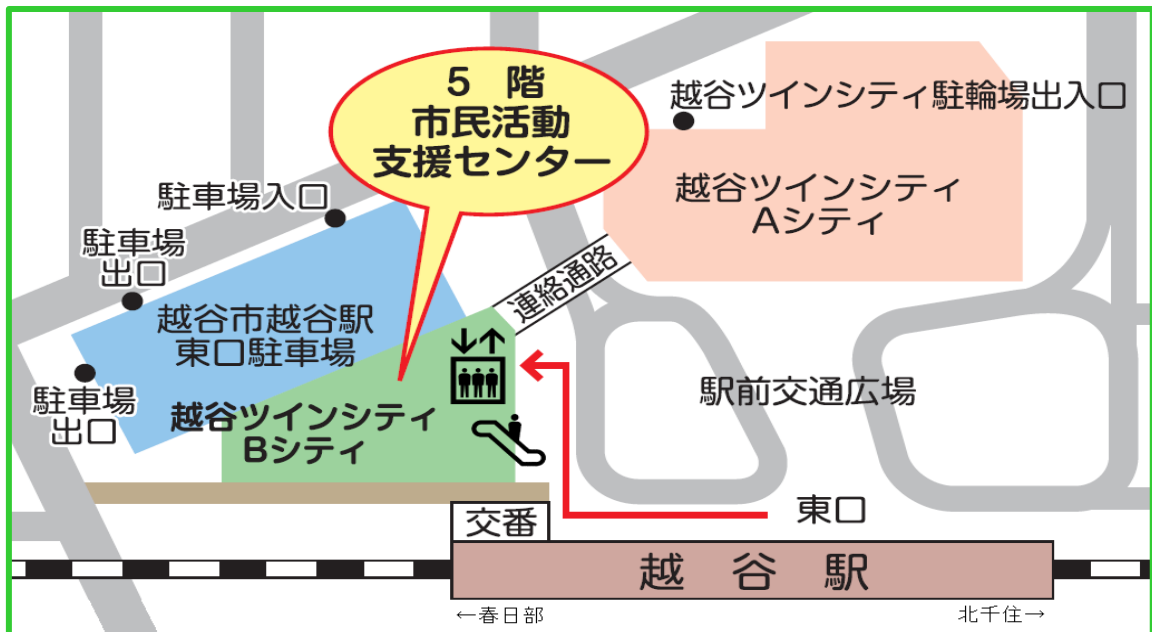 5 階
市民活動
支援センター
越谷ツインシティ駐輪場出入口
越谷ツインシティ
Aシティ
駐車場入口
駐車場
出口
連絡通路
越谷市越谷駅
東口駐車場
駐車場
出口
越谷ツインシティ
Bシティ
駅前交通広場
東口
交番
越谷駅
←春日部
北千住→